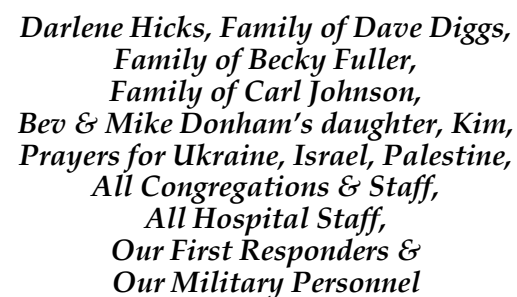 Darlene Hicks, Family of Dave Diggs,
Family of Becky Fuller,
Family of Carl Johnson,
Bev & Mike Donham's daughter, Kim,
Prayers for Ukraine, Israel, Palestine,
All Congregations & Staff,
All Hospital Staff,
Our First Responders &
Our Military Personnel